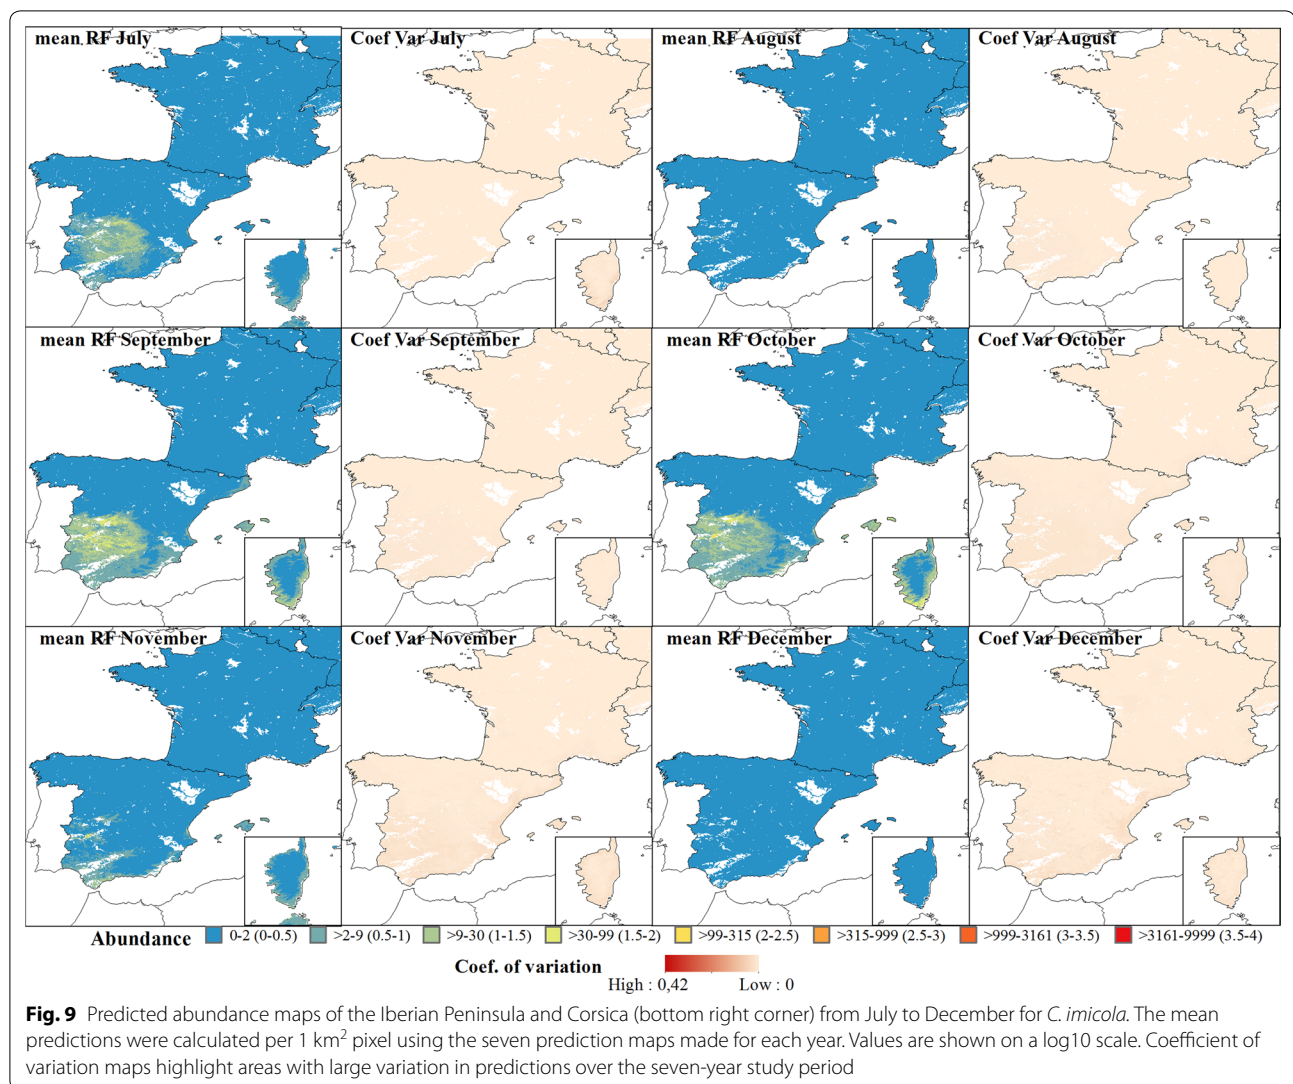 mean RF July Coef Var July mean RF August Coef Var August
mean RF September Coef Var September mean RF October Coef Var October
mean RF November Coef Var November mean RF December Coef Var December
Abundance 0-2 (0-0.5) >2-9 (0.5-1) >9-30 (1-1.5) >30-99 (1.5-2) >99-315 (2-2.5) >315-999 (2.5-3) >999-3161 (3-3.5) >3161-9999 (3.5-4)
Coef. of variation
High : 0,42 Low : 0
Fig. 9 Predicted abundance maps of the Iberian Peninsula and Corsica (bottom right corner) from July to December for C. imicola. The mean
predictions were calculated per 1 km² pixel using the seven prediction maps made for each year. Values are shown on a log10 scale. Coefficient of
variation maps highlight areas with large variation in predictions over the seven-year study period